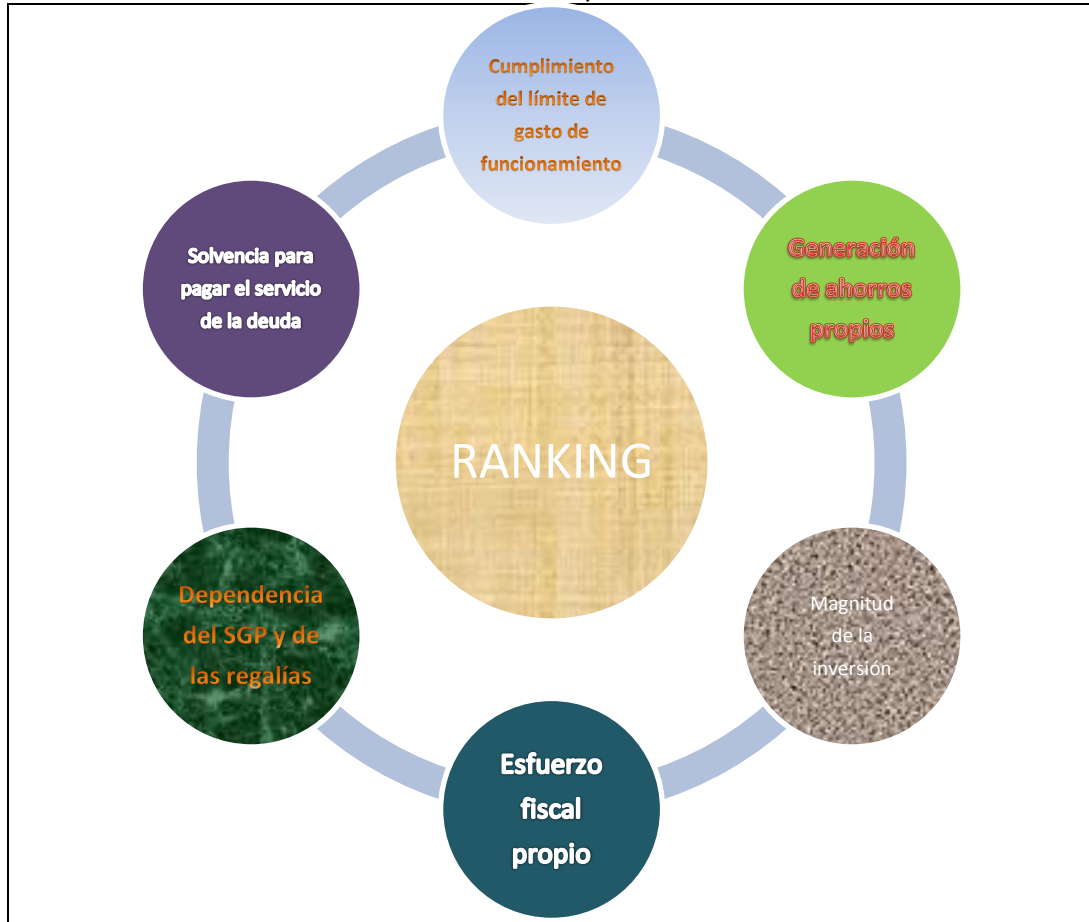 Cumplimiento
del límite de
gasto de
funcionamiento
Generación
de ahorros
propios
Magnitud
de la
inversión
Esfuerzo
fiscal
propio
Dependencia
del SGP y de
las regalías
Solvencia para
pagar el servicio
de la deuda
RANKING